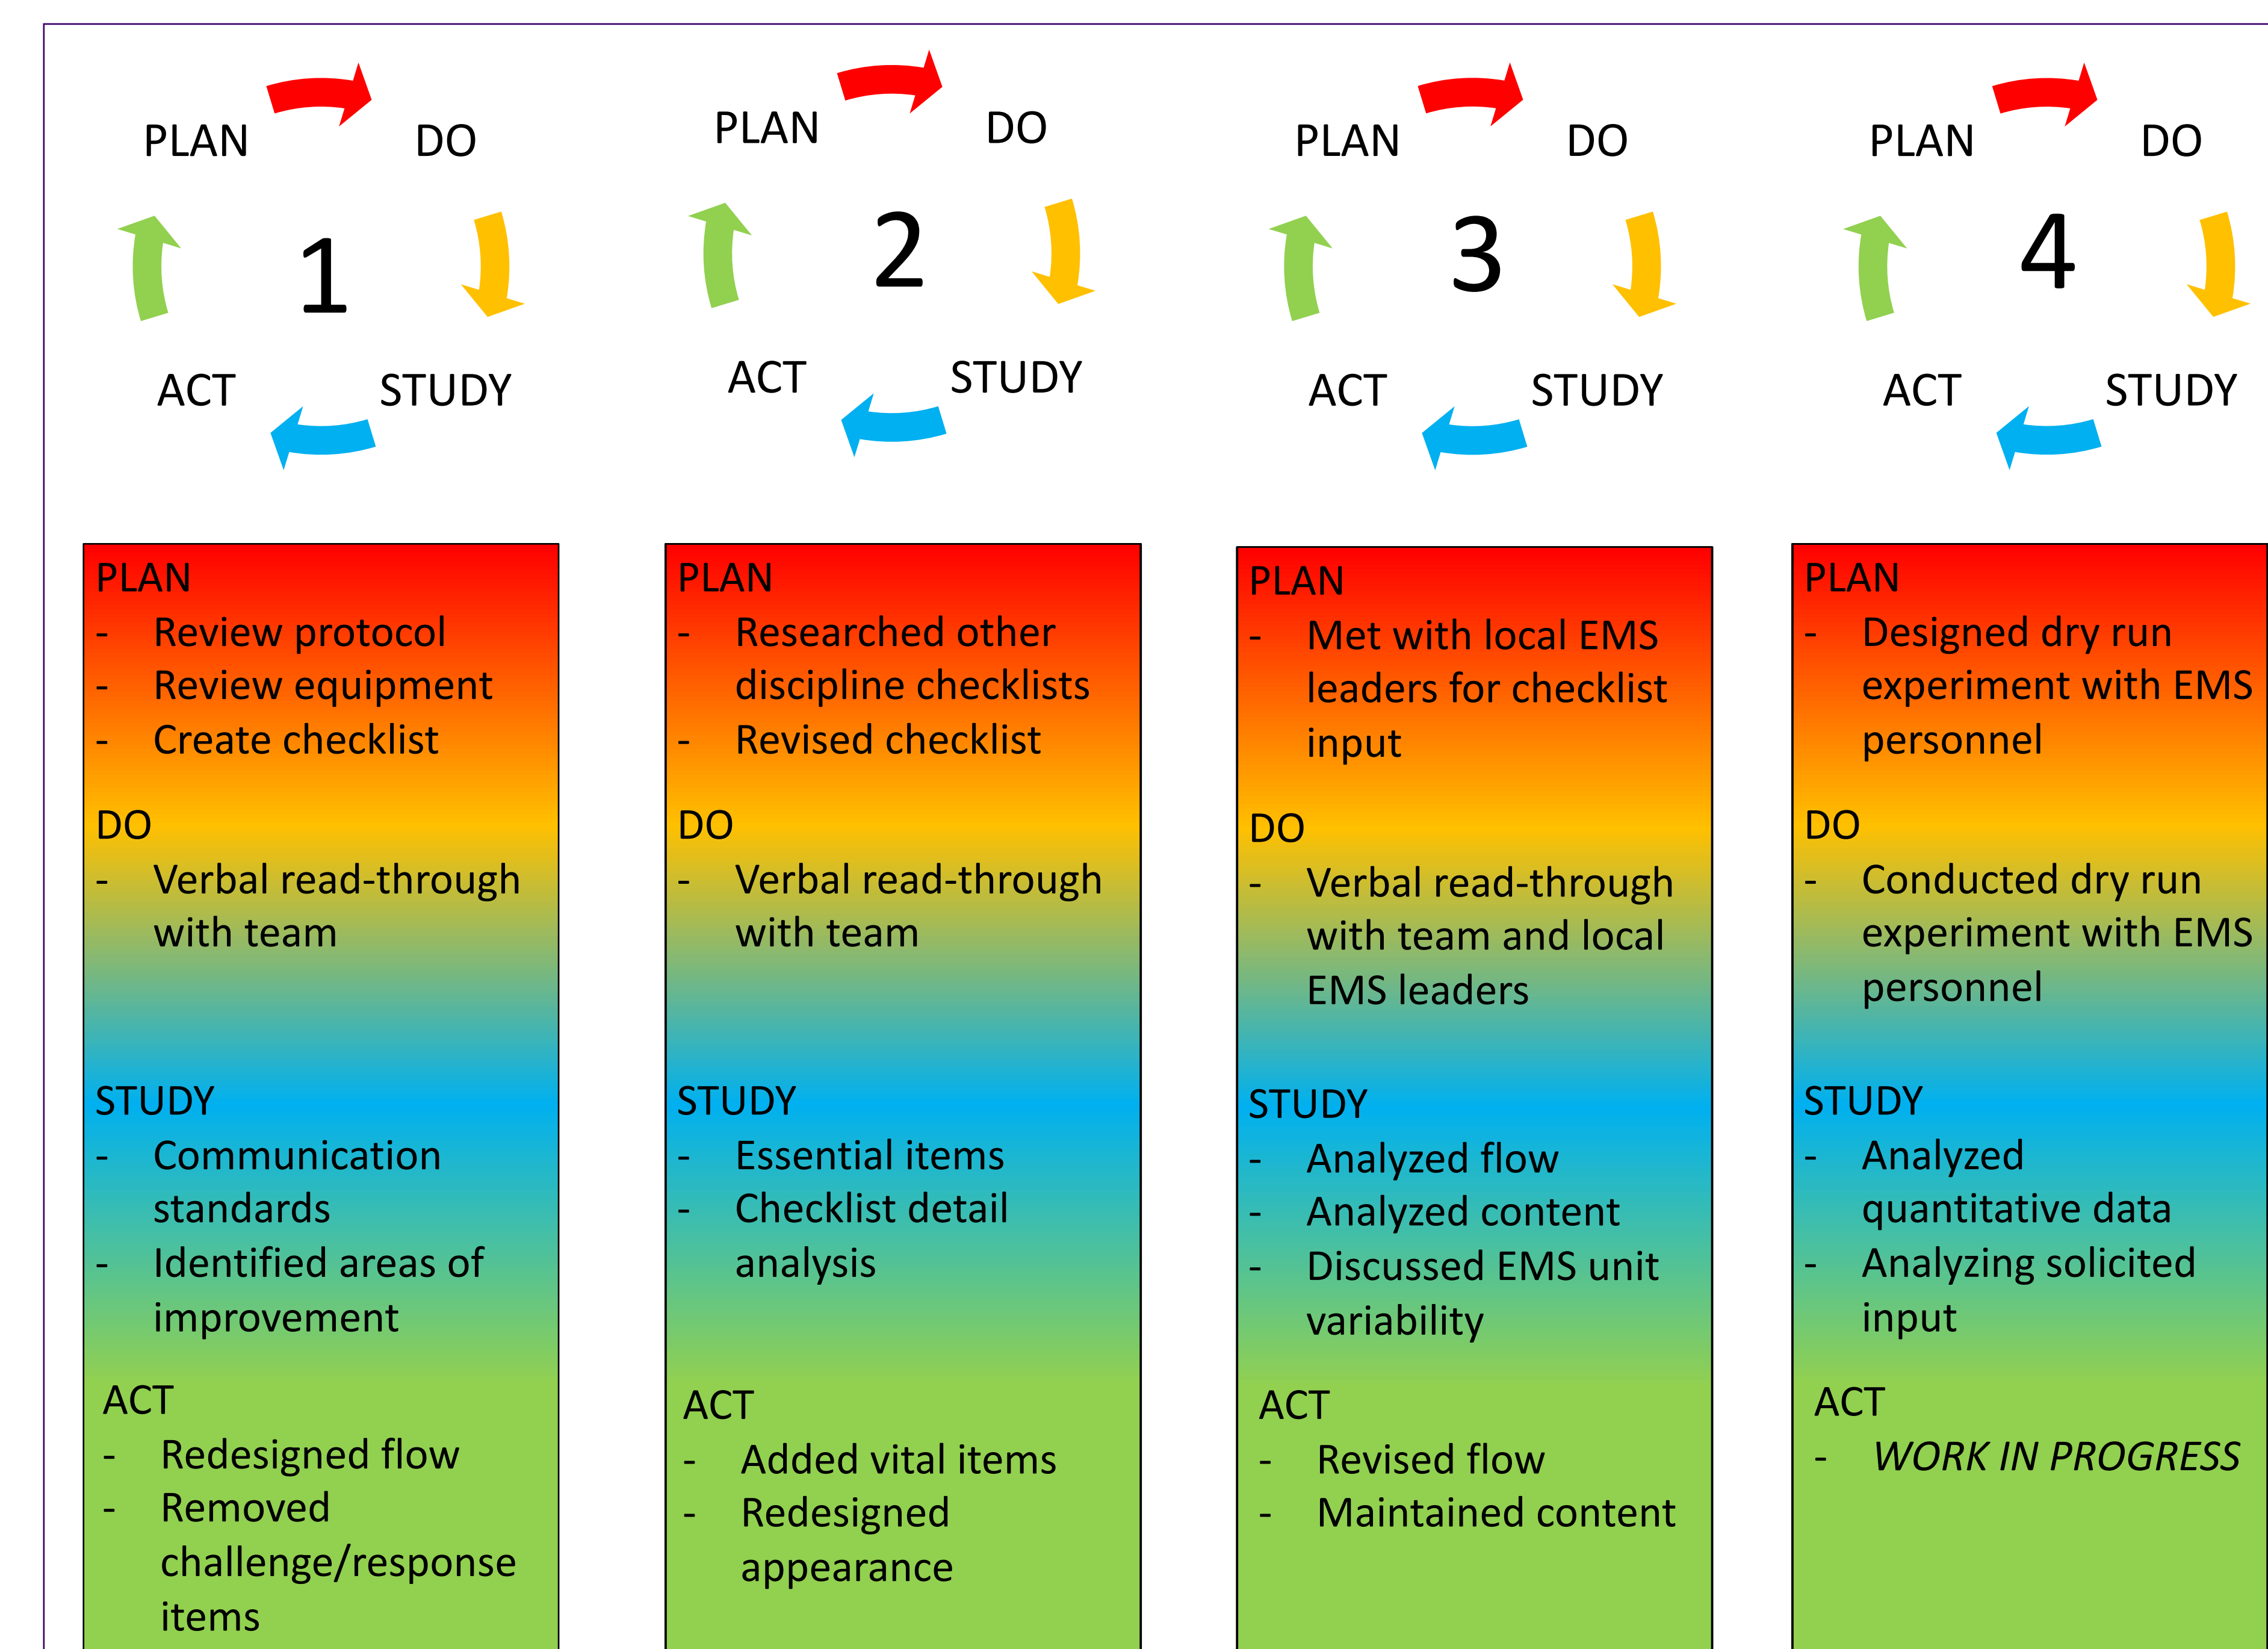 PLAN
DO
1
ACT
STUDY
PLAN
DO
2
ACT
STUDY
PLAN
DO
3
ACT
STUDY
PLAN
DO
4
ACT
STUDY
PLAN
- Review protocol
- Review equipment
- Create checklist
DO
- Verbal read-through
with team
STUDY
- Communication
standards
- Identified areas of
improvement
ACT
- Redesigned flow
- Removed
challenge/response
items
PLAN
- Researched other
discipline checklists
- Revised checklist
DO
- Verbal read-through
with team
STUDY
- Essential items
- Checklist detail
analysis
ACT
- Added vital items
- Redesigned
appearance
PLAN
- Met with local EMS
leaders for checklist
input
DO
- Verbal read-through
with team and local
EMS leaders
STUDY
- Analyzed flow
- Analyzed content
- Discussed EMS unit
variability
ACT
- Revised flow
- Maintained content
PLAN
- Designed dry run
experiment with EMS
personnel
DO
- Conducted dry run
experiment with EMS
personnel
STUDY
- Analyzed
quantitative data
- Analyzing solicited
input
ACT
- WORK IN PROGRESS